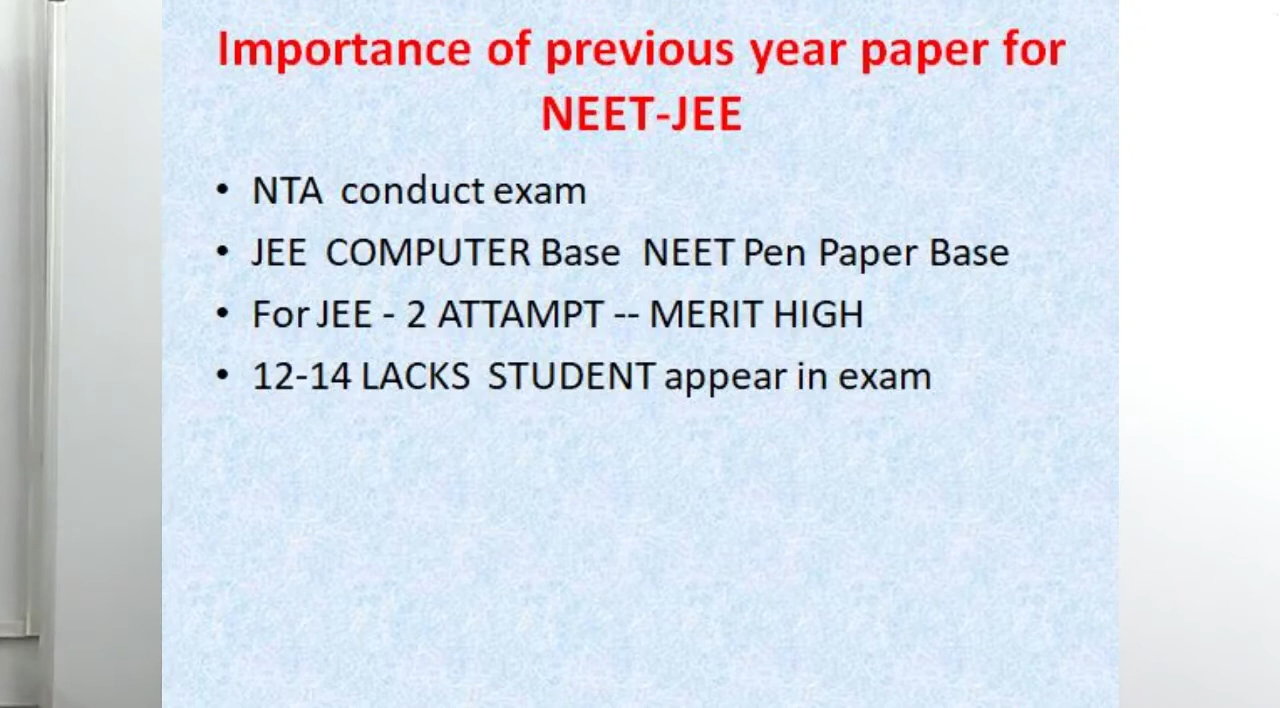 Importance of previous year paper for
NEET-JEE
• NTA conduct exam
• JEE COMPUTER Base NEET Pen Paper Base
• For JEE - 2 ATTAMPT -- MERIT HIGH
• 12-14 LACKS STUDENT appear in exam